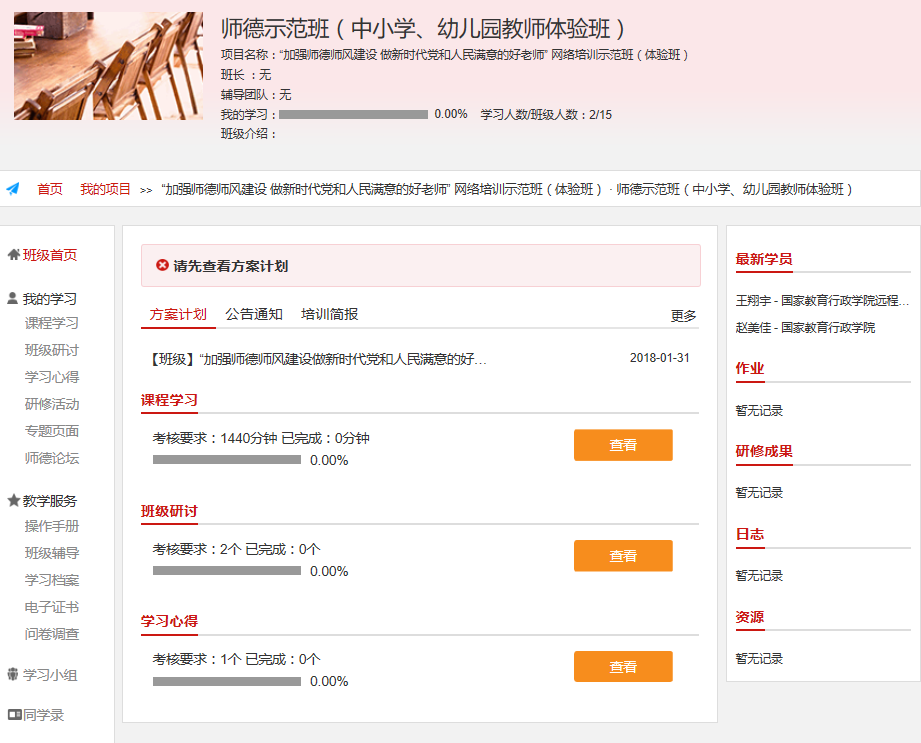 师德示范班（中小学、幼儿园教师体验班）
项目名称：“加强师德师风建设 做新时代党和人民满意的好老师” 网络培训示范班（体验班）
班长 ：无
辅导团队：无
我的学习： 0.00% 学习人数/班级人数：2/15
班级介绍：
首页 我的项目 >> “加强师德师风建设 做新时代党和人民满意的好老师” 网络培训示范班（体验班） · 师德示范班（中小学、幼儿园教师体验班）
班级首页
我的学习
课程学习
班级研讨
学习心得
研修活动
专题页面
师德论坛
教学服务
操作手册
班级辅导
学习档案
电子证书
问卷调查
学习小组
同学录
请先查看方案计划
方案计划 公告通知 培训简报 更多
【班级】“加强师德师风建设做新时代党和人民满意的好… 2018-01-31
课程学习
考核要求：1440分钟 已完成：0分钟
0.00%
查看
班级研讨
考核要求：2个 已完成：0个
0.00%
查看
学习心得
考核要求：1个 已完成：0个
0.00%
查看
最新学员
王翔宇 - 国家教育行政学院远程...
赵美佳 - 国家教育行政学院
作业
暂无记录
研修成果
暂无记录
日志
暂无记录
资源
暂无记录